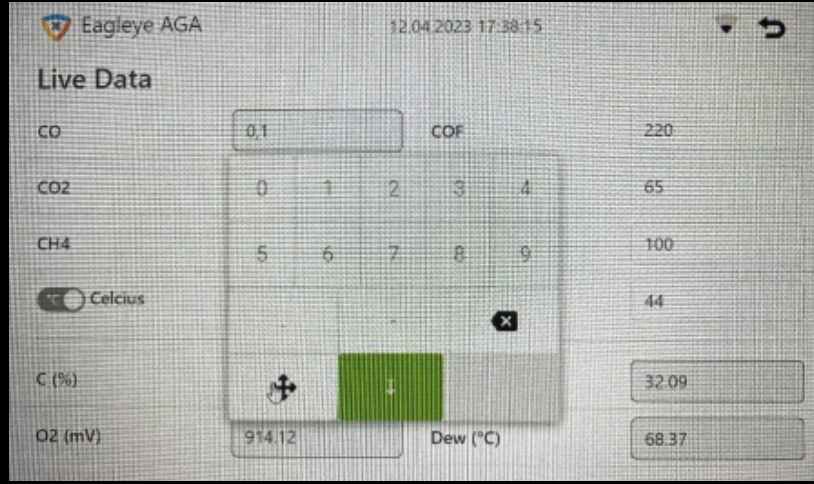 Eagleye AGA 12.04.2023 17:38:15
Live Data
CO 0,1 COF 220
CO2 0 1 2 3 4 65
CH4 5 6 7 8 9 100
°C Celcius . - 44
C (%) 32.09
O2 (mV) 914.12 Dew (°C) 68.37